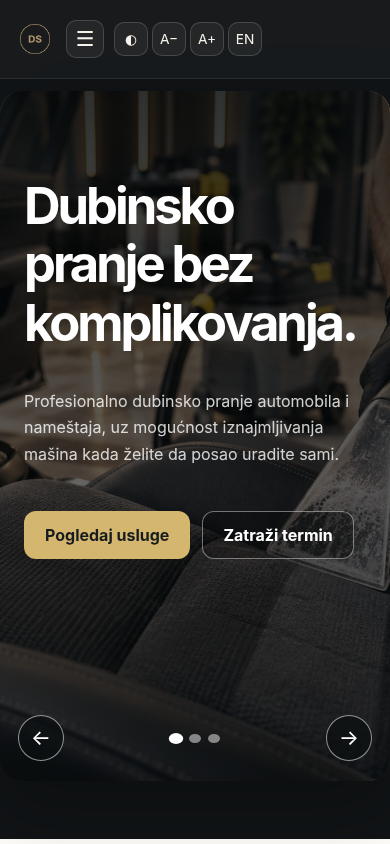 DS
☰
◐
A−
A+
EN
Dubinsko
pranje bez
komplikovanja.
Profesionalno dubinsko pranje automobila i
nameštaja, uz mogućnost iznajmljivanja
mašina kada želite da posao uradite sami.
Pogledaj usluge
Zatraži termin
← →